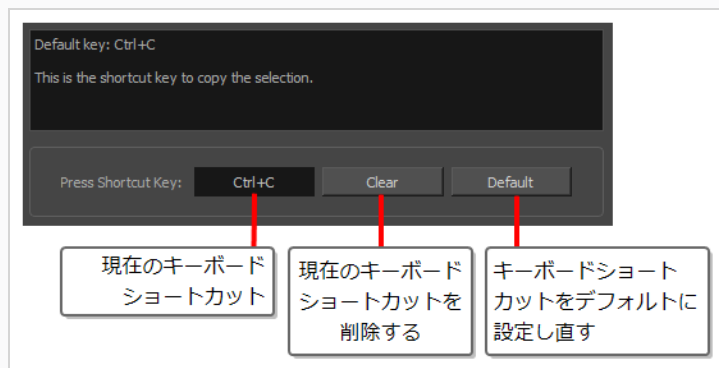 Default key: Ctrl+C
This is the shortcut key to copy the selection.
Press Shortcut Key: Ctrl+C Clear Default
現在のキーボード
ショートカット
現在のキーボード
ショートカットを
削除する
キーボードショート
カットをデフォルトに
設定し直す